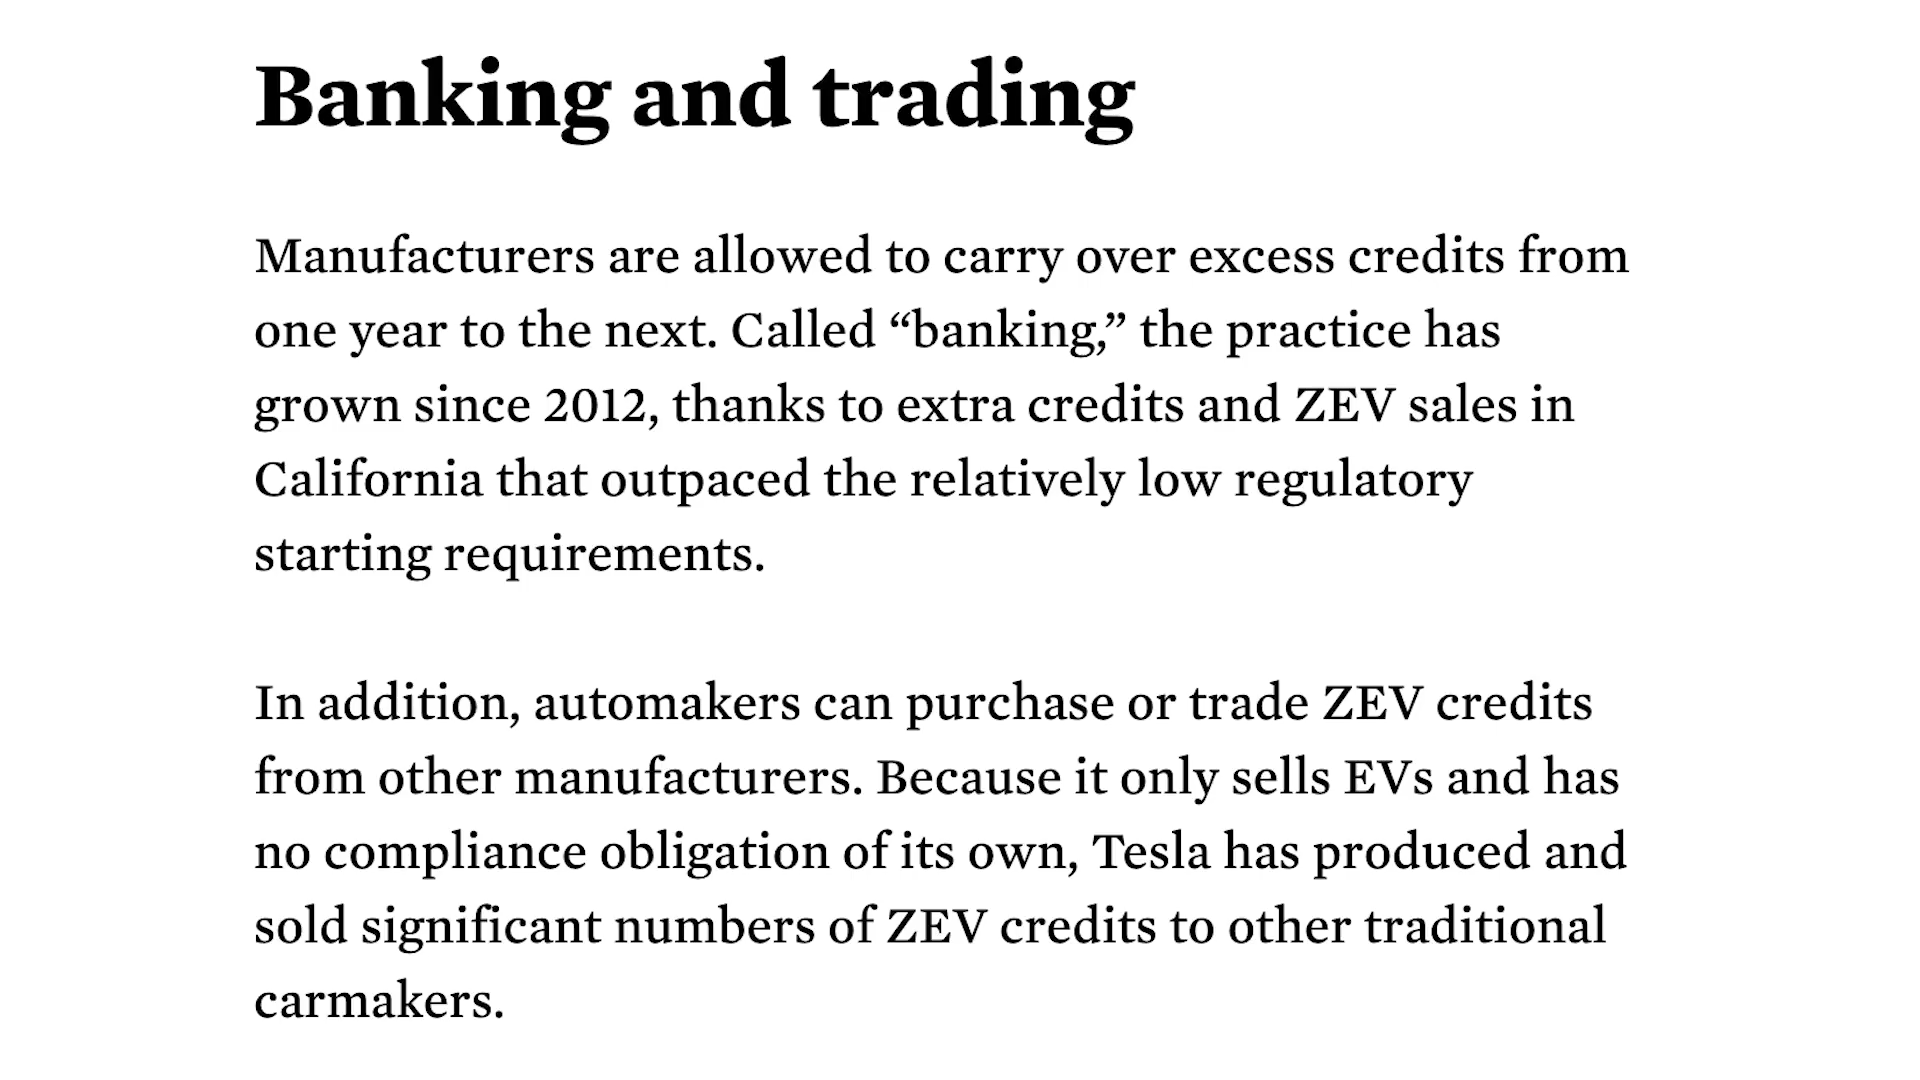 Banking and trading
Manufacturers are allowed to carry over excess credits from
one year to the next. Called “banking,” the practice has
grown since 2012, thanks to extra credits and ZEV sales in
California that outpaced the relatively low regulatory
starting requirements.
In addition, automakers can purchase or trade ZEV credits
from other manufacturers. Because it only sells EVs and has
no compliance obligation of its own, Tesla has produced and
sold significant numbers of ZEV credits to other traditional
carmakers.